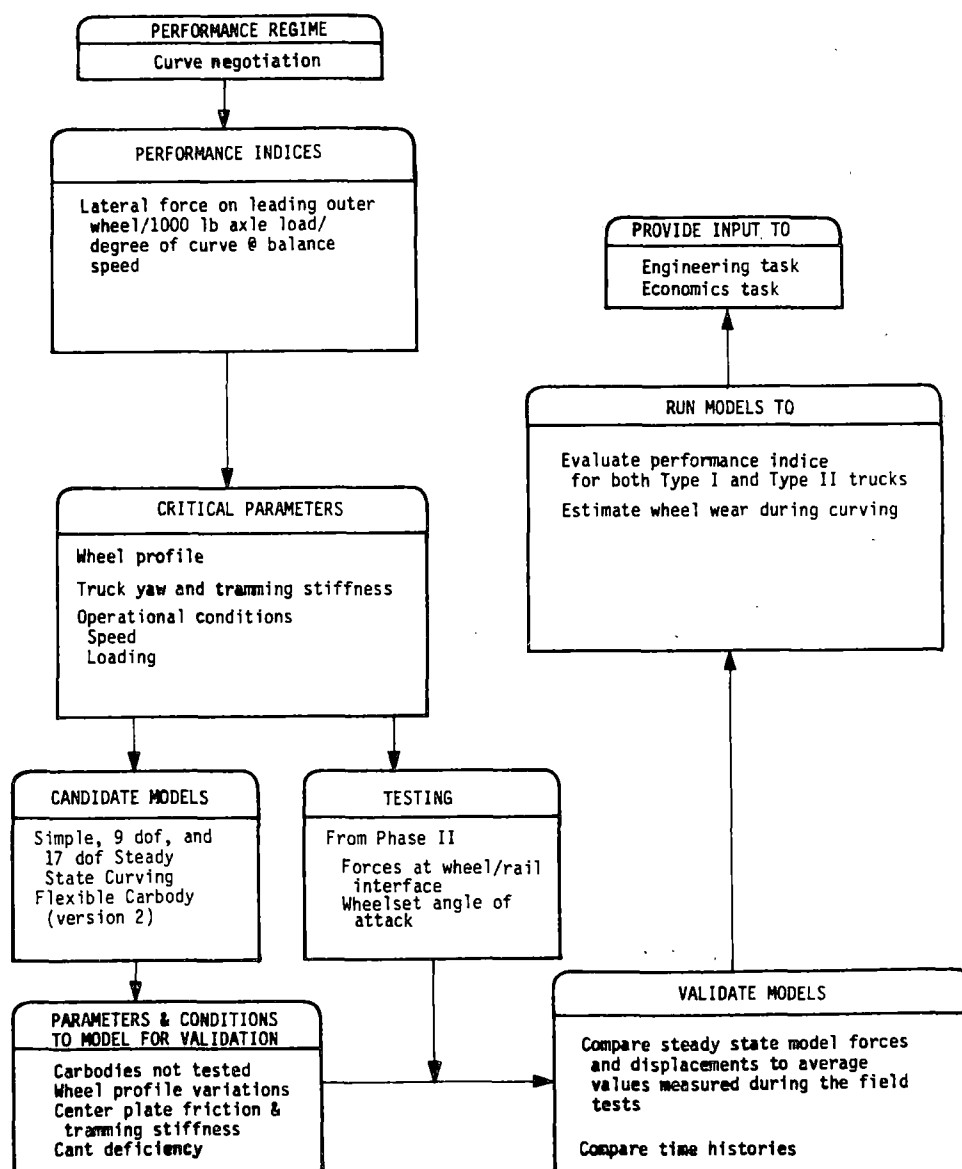 PERFORMANCE REGIME
Curve negotiation
PERFORMANCE INDICES
Lateral force on leading outer
wheel/1000 lb axle load/
degree of curve @ balance
speed
CRITICAL PARAMETERS
Wheel profile
Truck yaw and tramming stiffness
Operational conditions
Speed
Loading
CANDIDATE MODELS
Simple, 9 dof, and
17 dof Steady
State Curving
Flexible Carbody
(version 2)
TESTING
From Phase II
Forces at wheel/rail
interface
Wheelset angle of
attack
PARAMETERS & CONDITIONS
TO MODEL FOR VALIDATION
Carbodies not tested
Wheel profile variations
Center plate friction &
tramming stiffness
Cant deficiency
VALIDATE MODELS
Compare steady state model forces
and displacements to average
values measured during the field
tests
Compare time histories
RUN MODELS TO
Evaluate performance indice
for both Type I and Type II trucks
Estimate wheel wear during curving
PROVIDE INPUT TO
Engineering task
Economics task